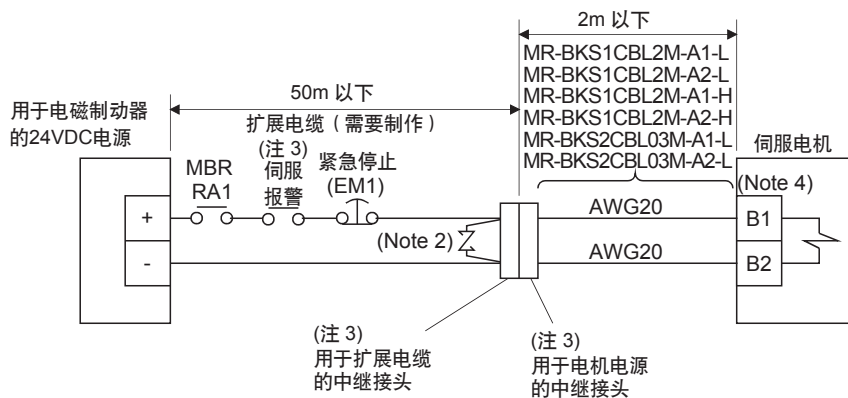 2m 以下
MR-BKS1CBL2M-A1-L
MR-BKS1CBL2M-A2-L
MR-BKS1CBL2M-A1-H
MR-BKS1CBL2M-A2-H
MR-BKS2CBL03M-A1-L
MR-BKS2CBL03M-A2-L
50m 以下
扩展电缆（需要制作）
用于电磁制动器
的24VDC电源
MBR
RA1
(注 3)
伺服
报警
紧急停止
(EM1)
伺服电机
(Note 4)
+
-
(Note 2)
AWG20
AWG20
B1
B2
(注 3)
用于扩展电缆
的中继接头
(注 3)
用于电机电源
的中继接头